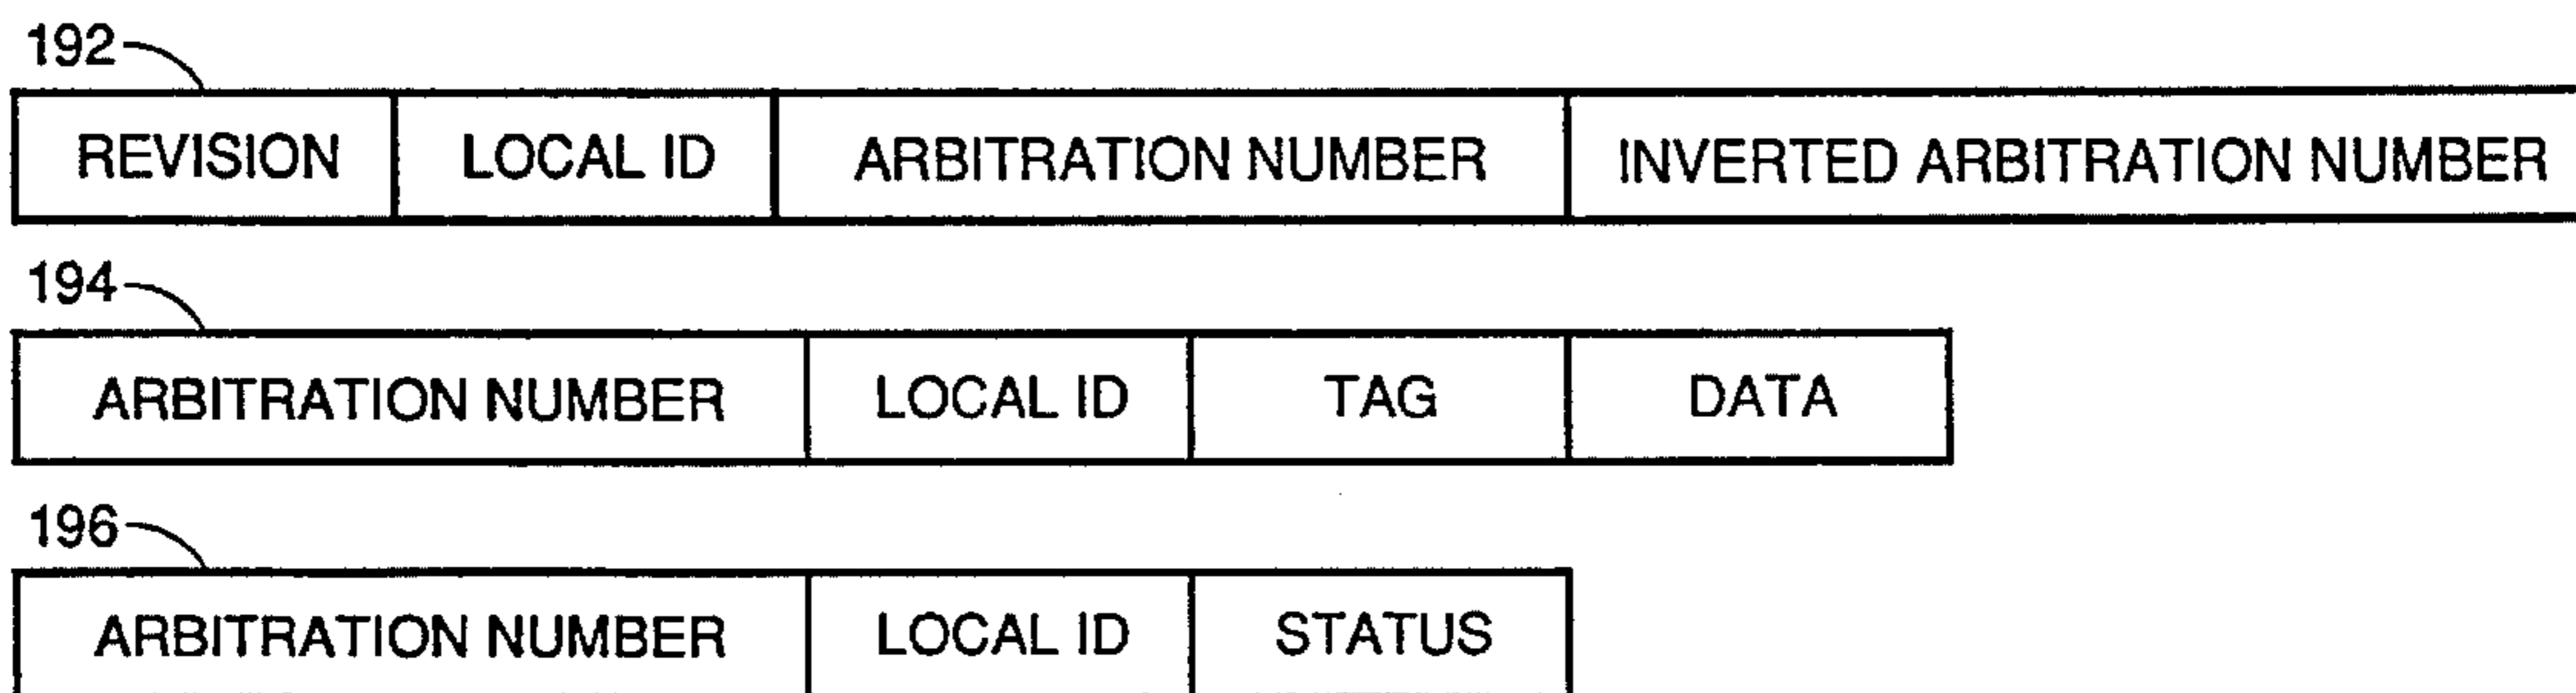 192
REVISION LOCAL ID ARBITRATION NUMBER INVERTED ARBITRATION NUMBER
194
ARBITRATION NUMBER LOCAL ID TAG DATA
196
ARBITRATION NUMBER LOCAL ID STATUS